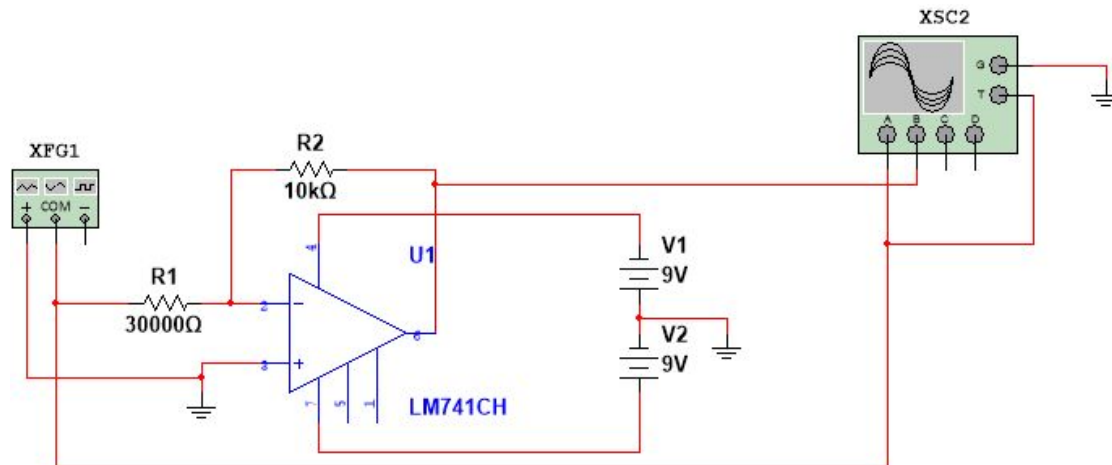 XSC2
G
T
A B C D
XFG1
+ COM −
R2
10kΩ
R1
30000Ω
U1
4
2
3
6
7
5
1
LM741CH
V1
9V
V2
9V